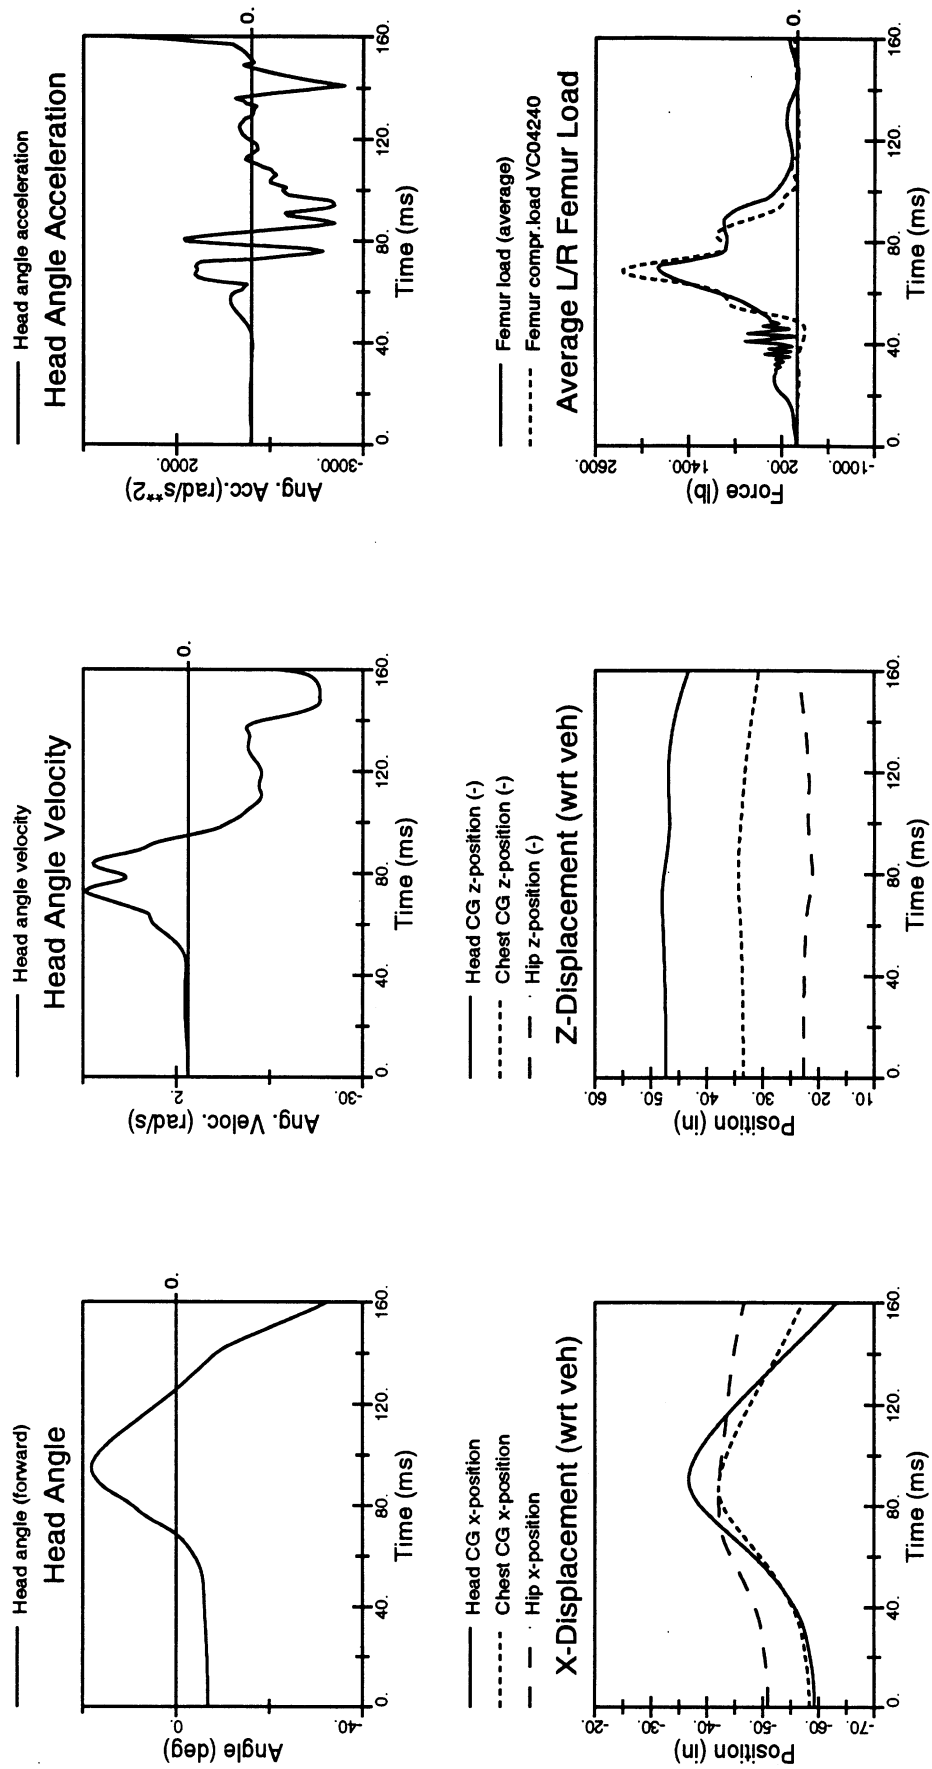 Head angle (forward)
Head Angle
0.
0.
-40.
Angle (deg)
0.
40.
80.
120.
160.
Time (ms)
Head angle velocity
Head Angle Velocity
0.
2.
-30.
Ang. Veloc. (rad/s)
0.
40.
80.
120.
160.
Time (ms)
Head angle acceleration
Head Angle Acceleration
0.
2000.
-3000.
Ang. Acc.(rad/s**2)
0.
40.
80.
120.
160.
Time (ms)
Head CG x-position
Chest CG x-position
Hip x-position
X-Displacement (wrt veh)
-20.
-30.
-40.
-50.
-60.
-70.
Position (in)
0.
40.
80.
120.
160.
Time (ms)
Head CG z-position (-)
Chest CG z-position (-)
Hip z-position (-)
Z-Displacement (wrt veh)
60.
50.
40.
30.
20.
10.
Position (in)
0.
40.
80.
120.
160.
Time (ms)
Femur load (average)
Femur compr.load VC04240
Average L/R Femur Load
2600.
1400.
200.
-1000.
0.
Force (lb)
0.
40.
80.
120.
160.
Time (ms)